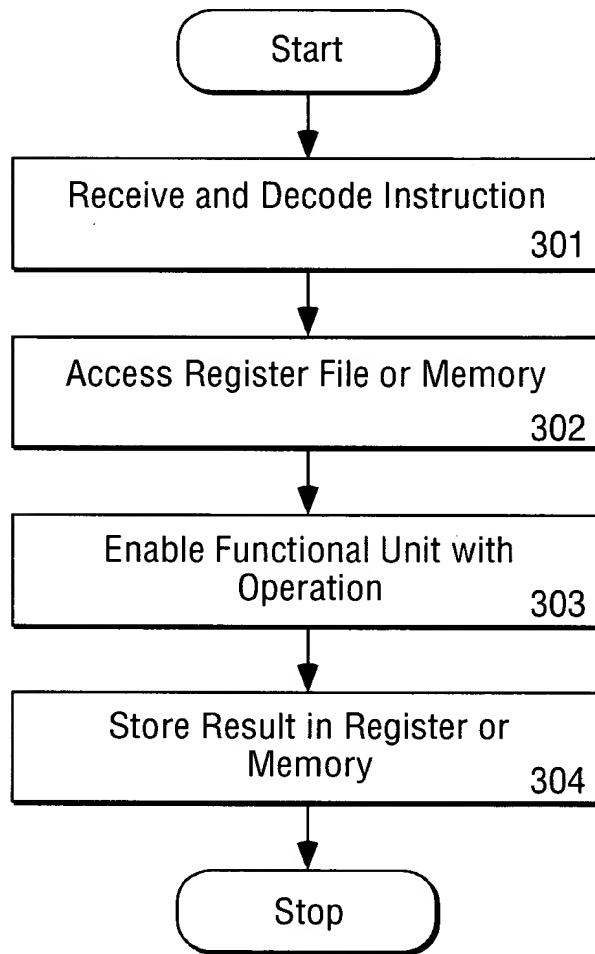 Start
Receive and Decode Instruction
301
Access Register File or Memory
302
Enable Functional Unit with
Operation
303
Store Result in Register or
Memory
304
Stop